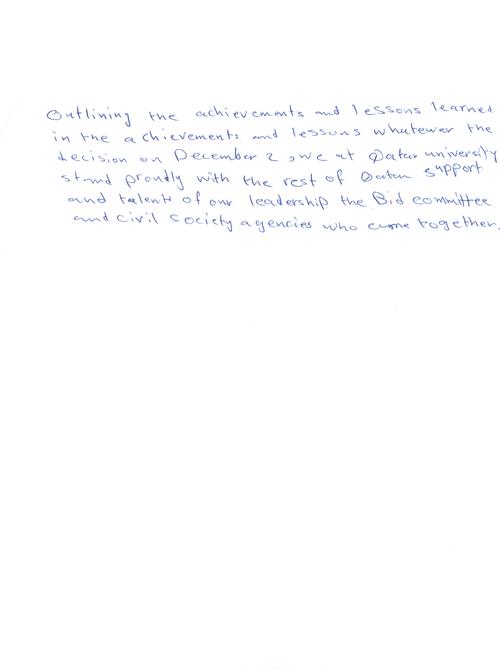 Outlining the achievements and lessons learned
in the achievements and lessons whatewer the
decision on December 2, we at Qatar university
stand proudly with the rest of Qatar support
and talent of our leadership the Bid committee
and civil society agencies who come together.